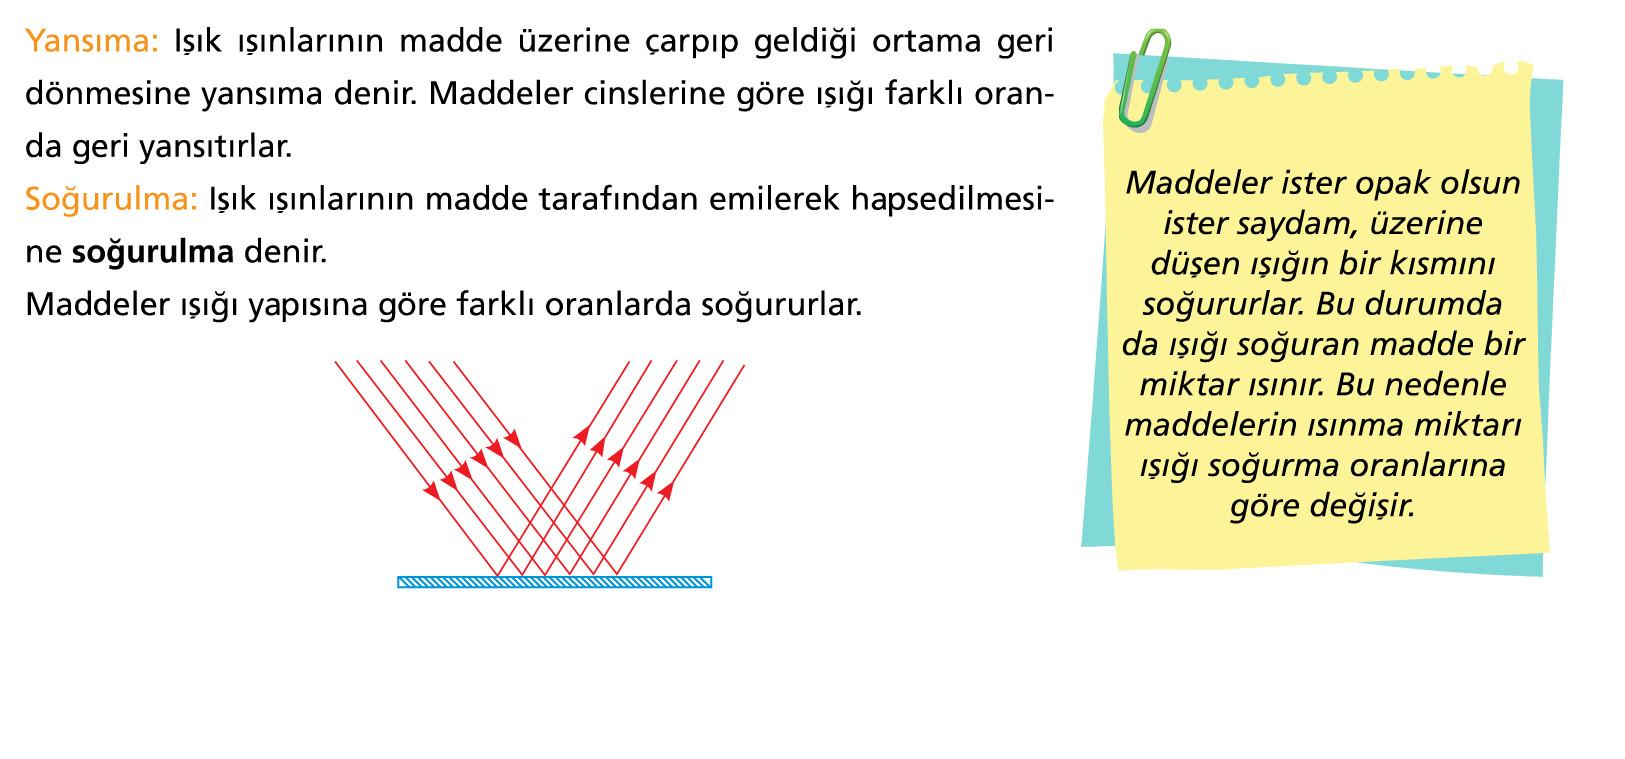 Yansıma: Işık ışınlarının madde üzerine çarpıp geldiği ortama geri
dönmesine yansıma denir. Maddeler cinslerine göre ışığı farklı oran-
da geri yansıtırlar.
Soğurulma: Işık ışınlarının madde tarafından emilerek hapsedilmesi-
ne soğurulma denir.
Maddeler ışığı yapısına göre farklı oranlarda soğururlar.
Maddeler ister opak olsun
ister saydam, üzerine
düşen ışığın bir kısmını
soğururlar. Bu durumda
da ışığı soğuran madde bir
miktar ısınır. Bu nedenle
maddelerin ısınma miktarı
ışığı soğurma oranlarına
göre değişir.